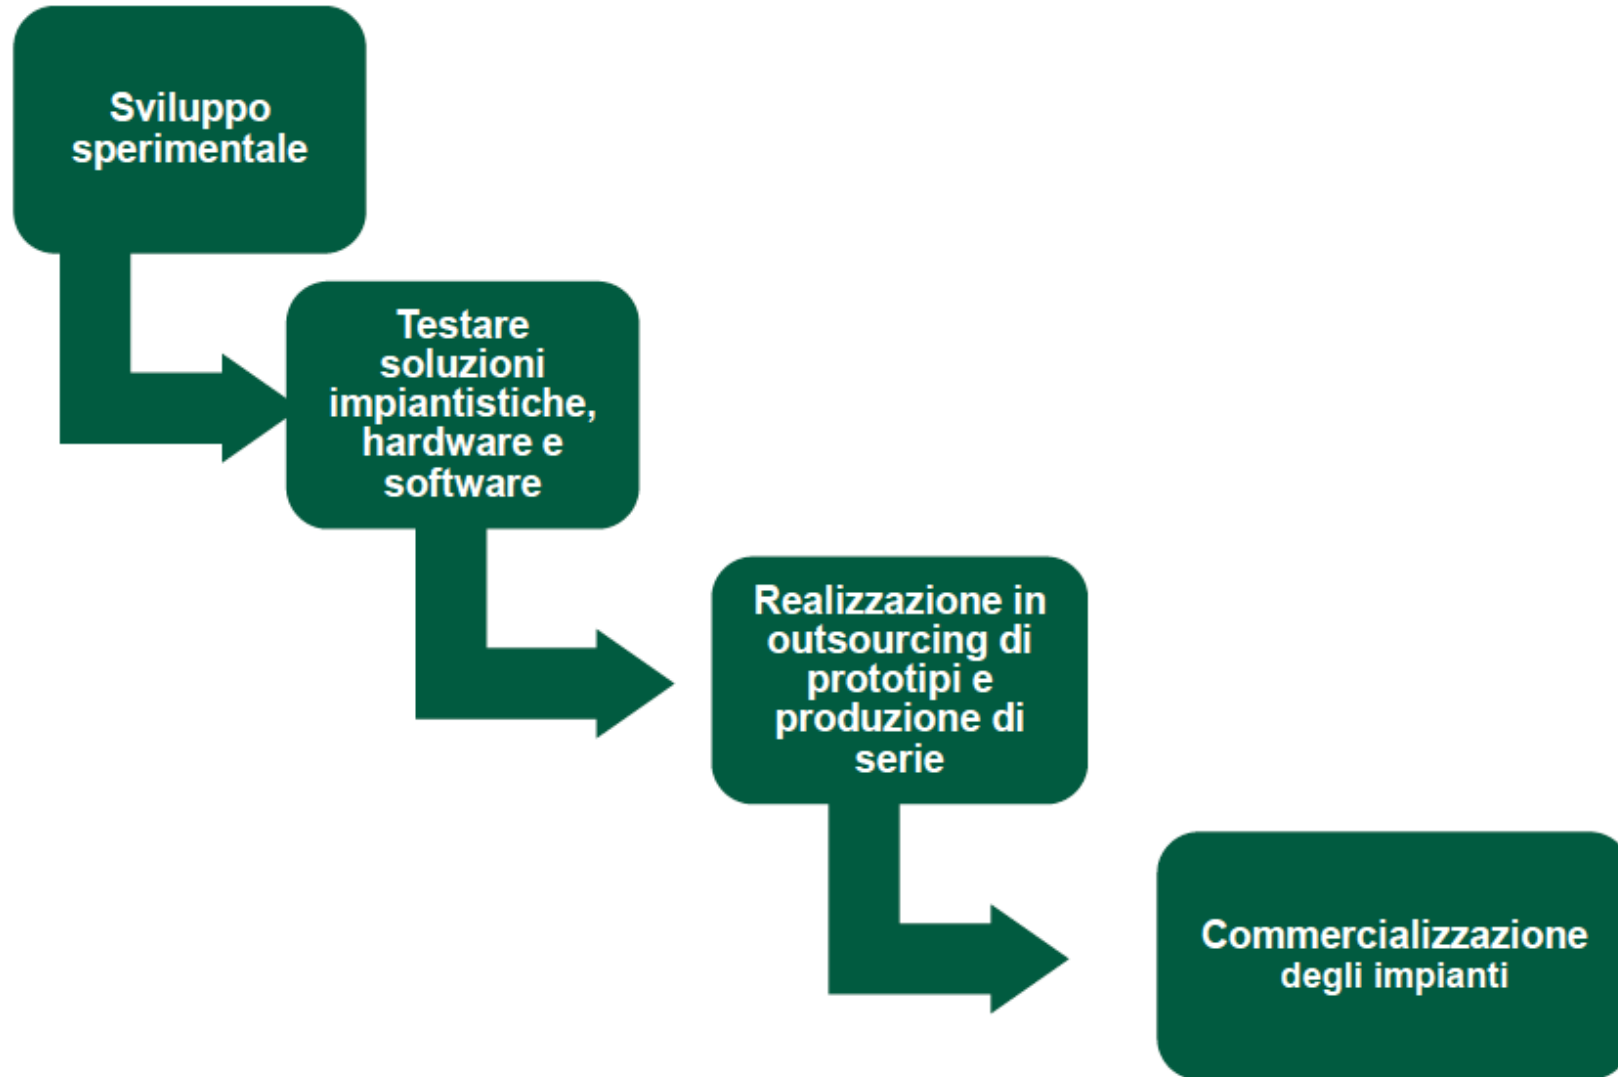 Sviluppo
sperimentale
Testare
soluzioni
impiantistiche,
hardware e
software
Realizzazione in
outsourcing di
prototipi e
produzione di
serie
Commercializzazione
degli impianti